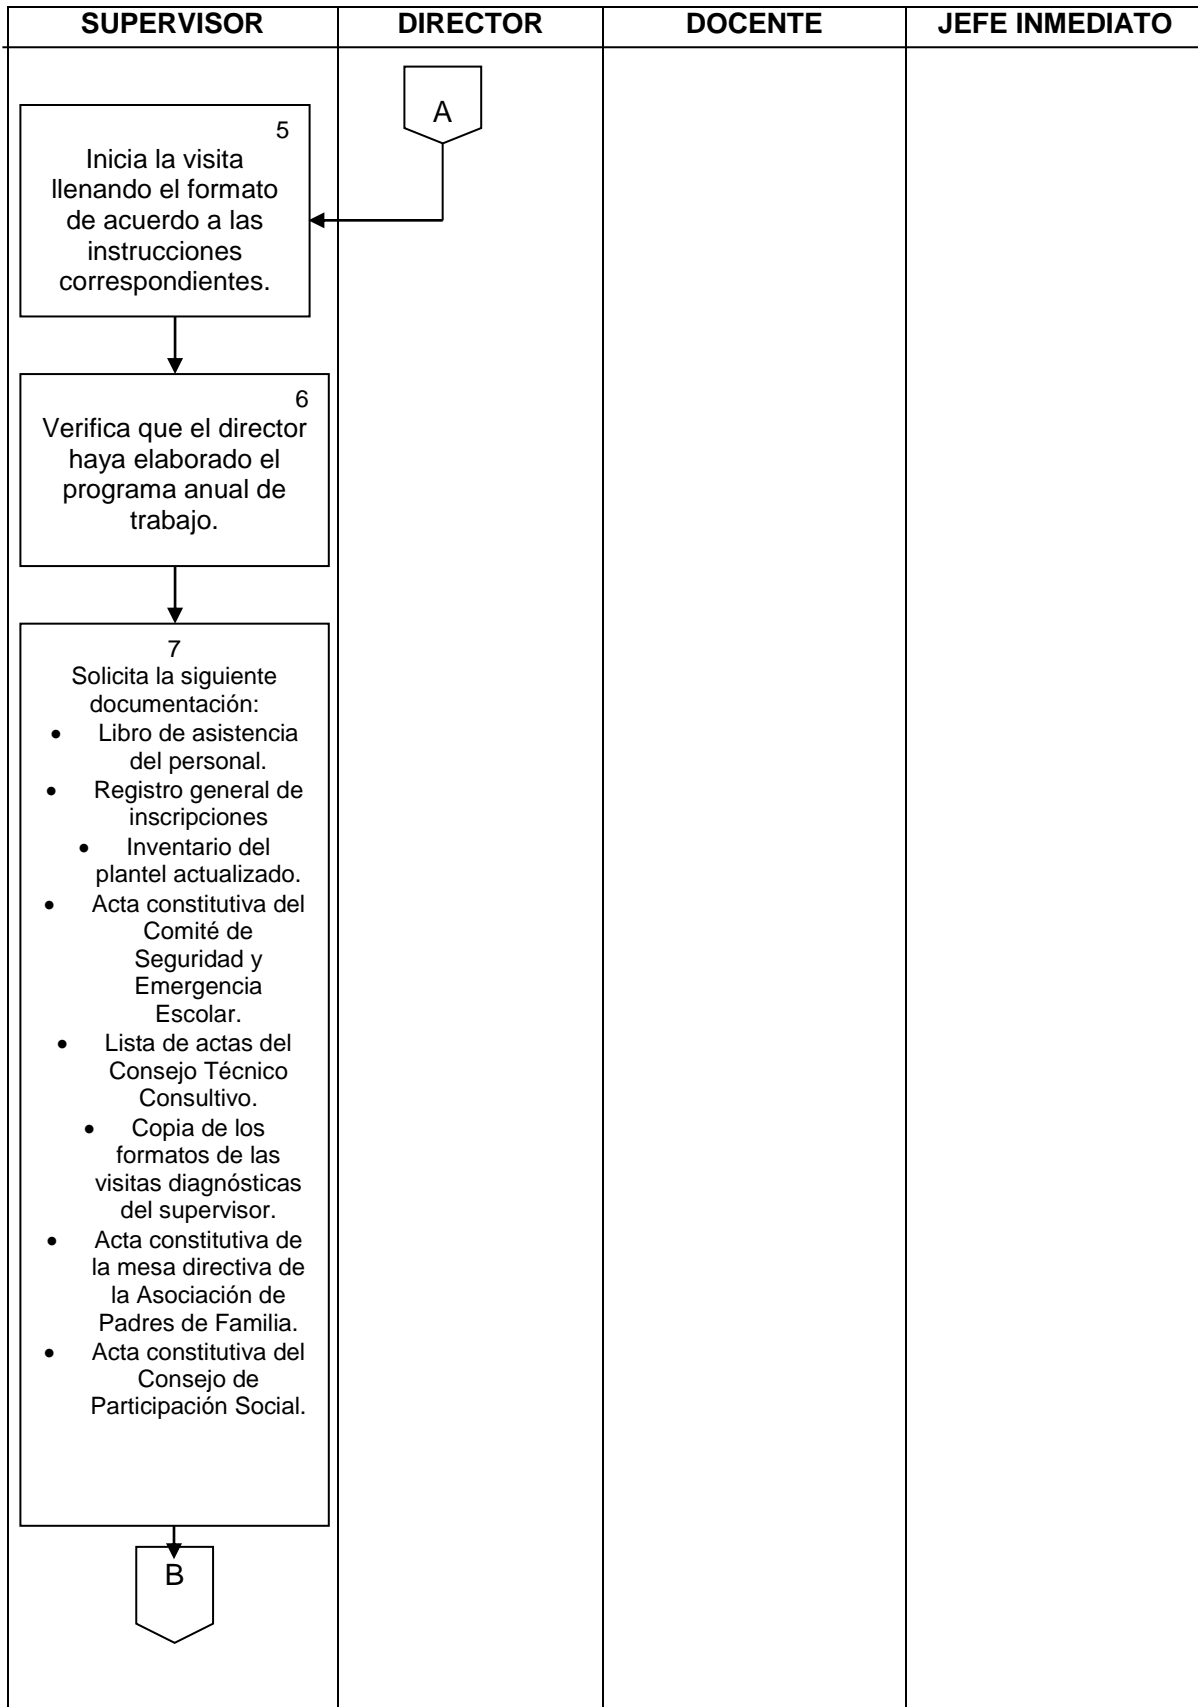 SUPERVISOR DIRECTOR DOCENTE JEFE INMEDIATO
A
5
Inicia la visita
llenando el formato
de acuerdo a las
instrucciones
correspondientes.
6
Verifica que el director
haya elaborado el
programa anual de
trabajo.
7
Solicita la siguiente
documentación:
• Libro de asistencia
del personal.
• Registro general de
inscripciones
• Inventario del
plantel actualizado.
• Acta constitutiva del
Comité de
Seguridad y
Emergencia
Escolar.
• Lista de actas del
Consejo Técnico
Consultivo.
• Copia de los
formatos de las
visitas diagnósticas
del supervisor.
• Acta constitutiva de
la mesa directiva de
la Asociación de
Padres de Familia.
• Acta constitutiva del
Consejo de
Participación Social.
B